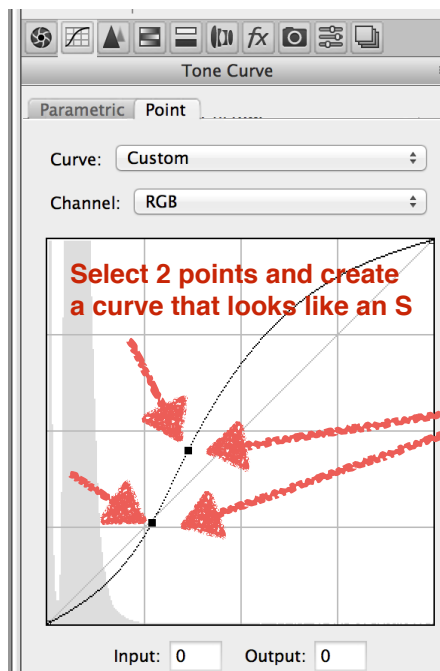 fx
Tone Curve
Parametric Point
Curve: Custom
Channel: RGB
Select 2 points and create
a curve that looks like an S
Input: 0 Output: 0